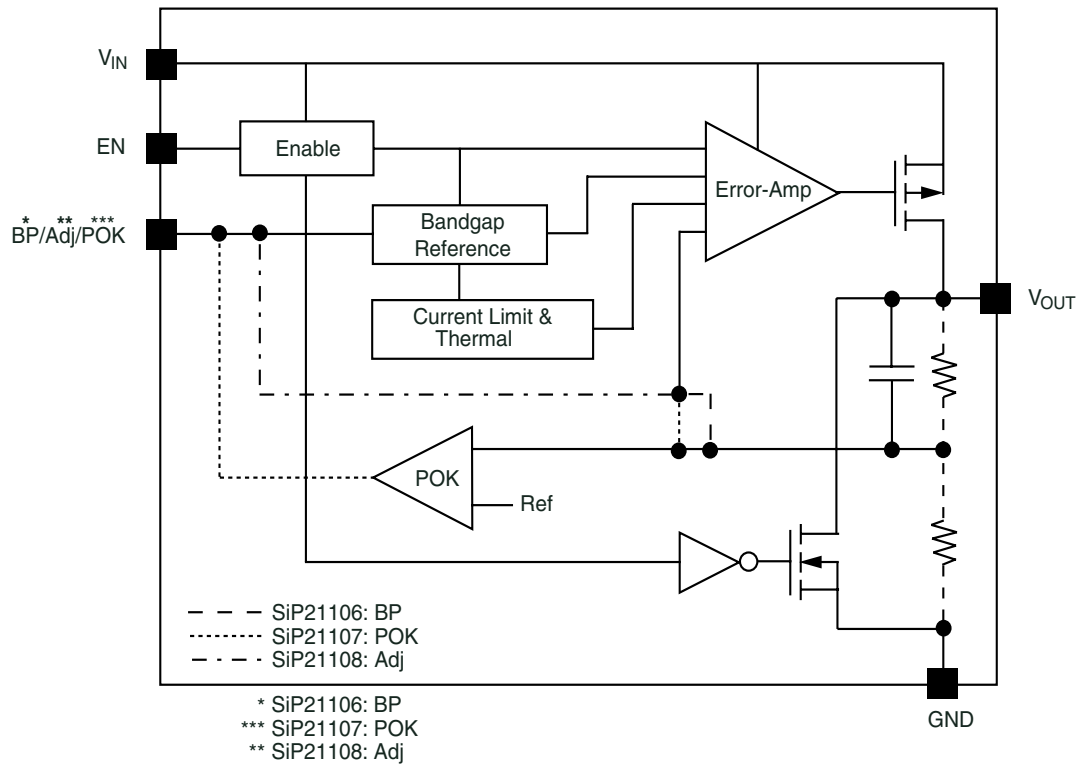 VIN
EN
Enable
* ** ***
BP/Adj/POK
Bandgap
Reference
Current Limit &
Thermal
Error-Amp
VOUT
POK
Ref
SiP21106: BP
SiP21107: POK
SiP21108: Adj
* SiP21106: BP
*** SiP21107: POK
** SiP21108: Adj
GND